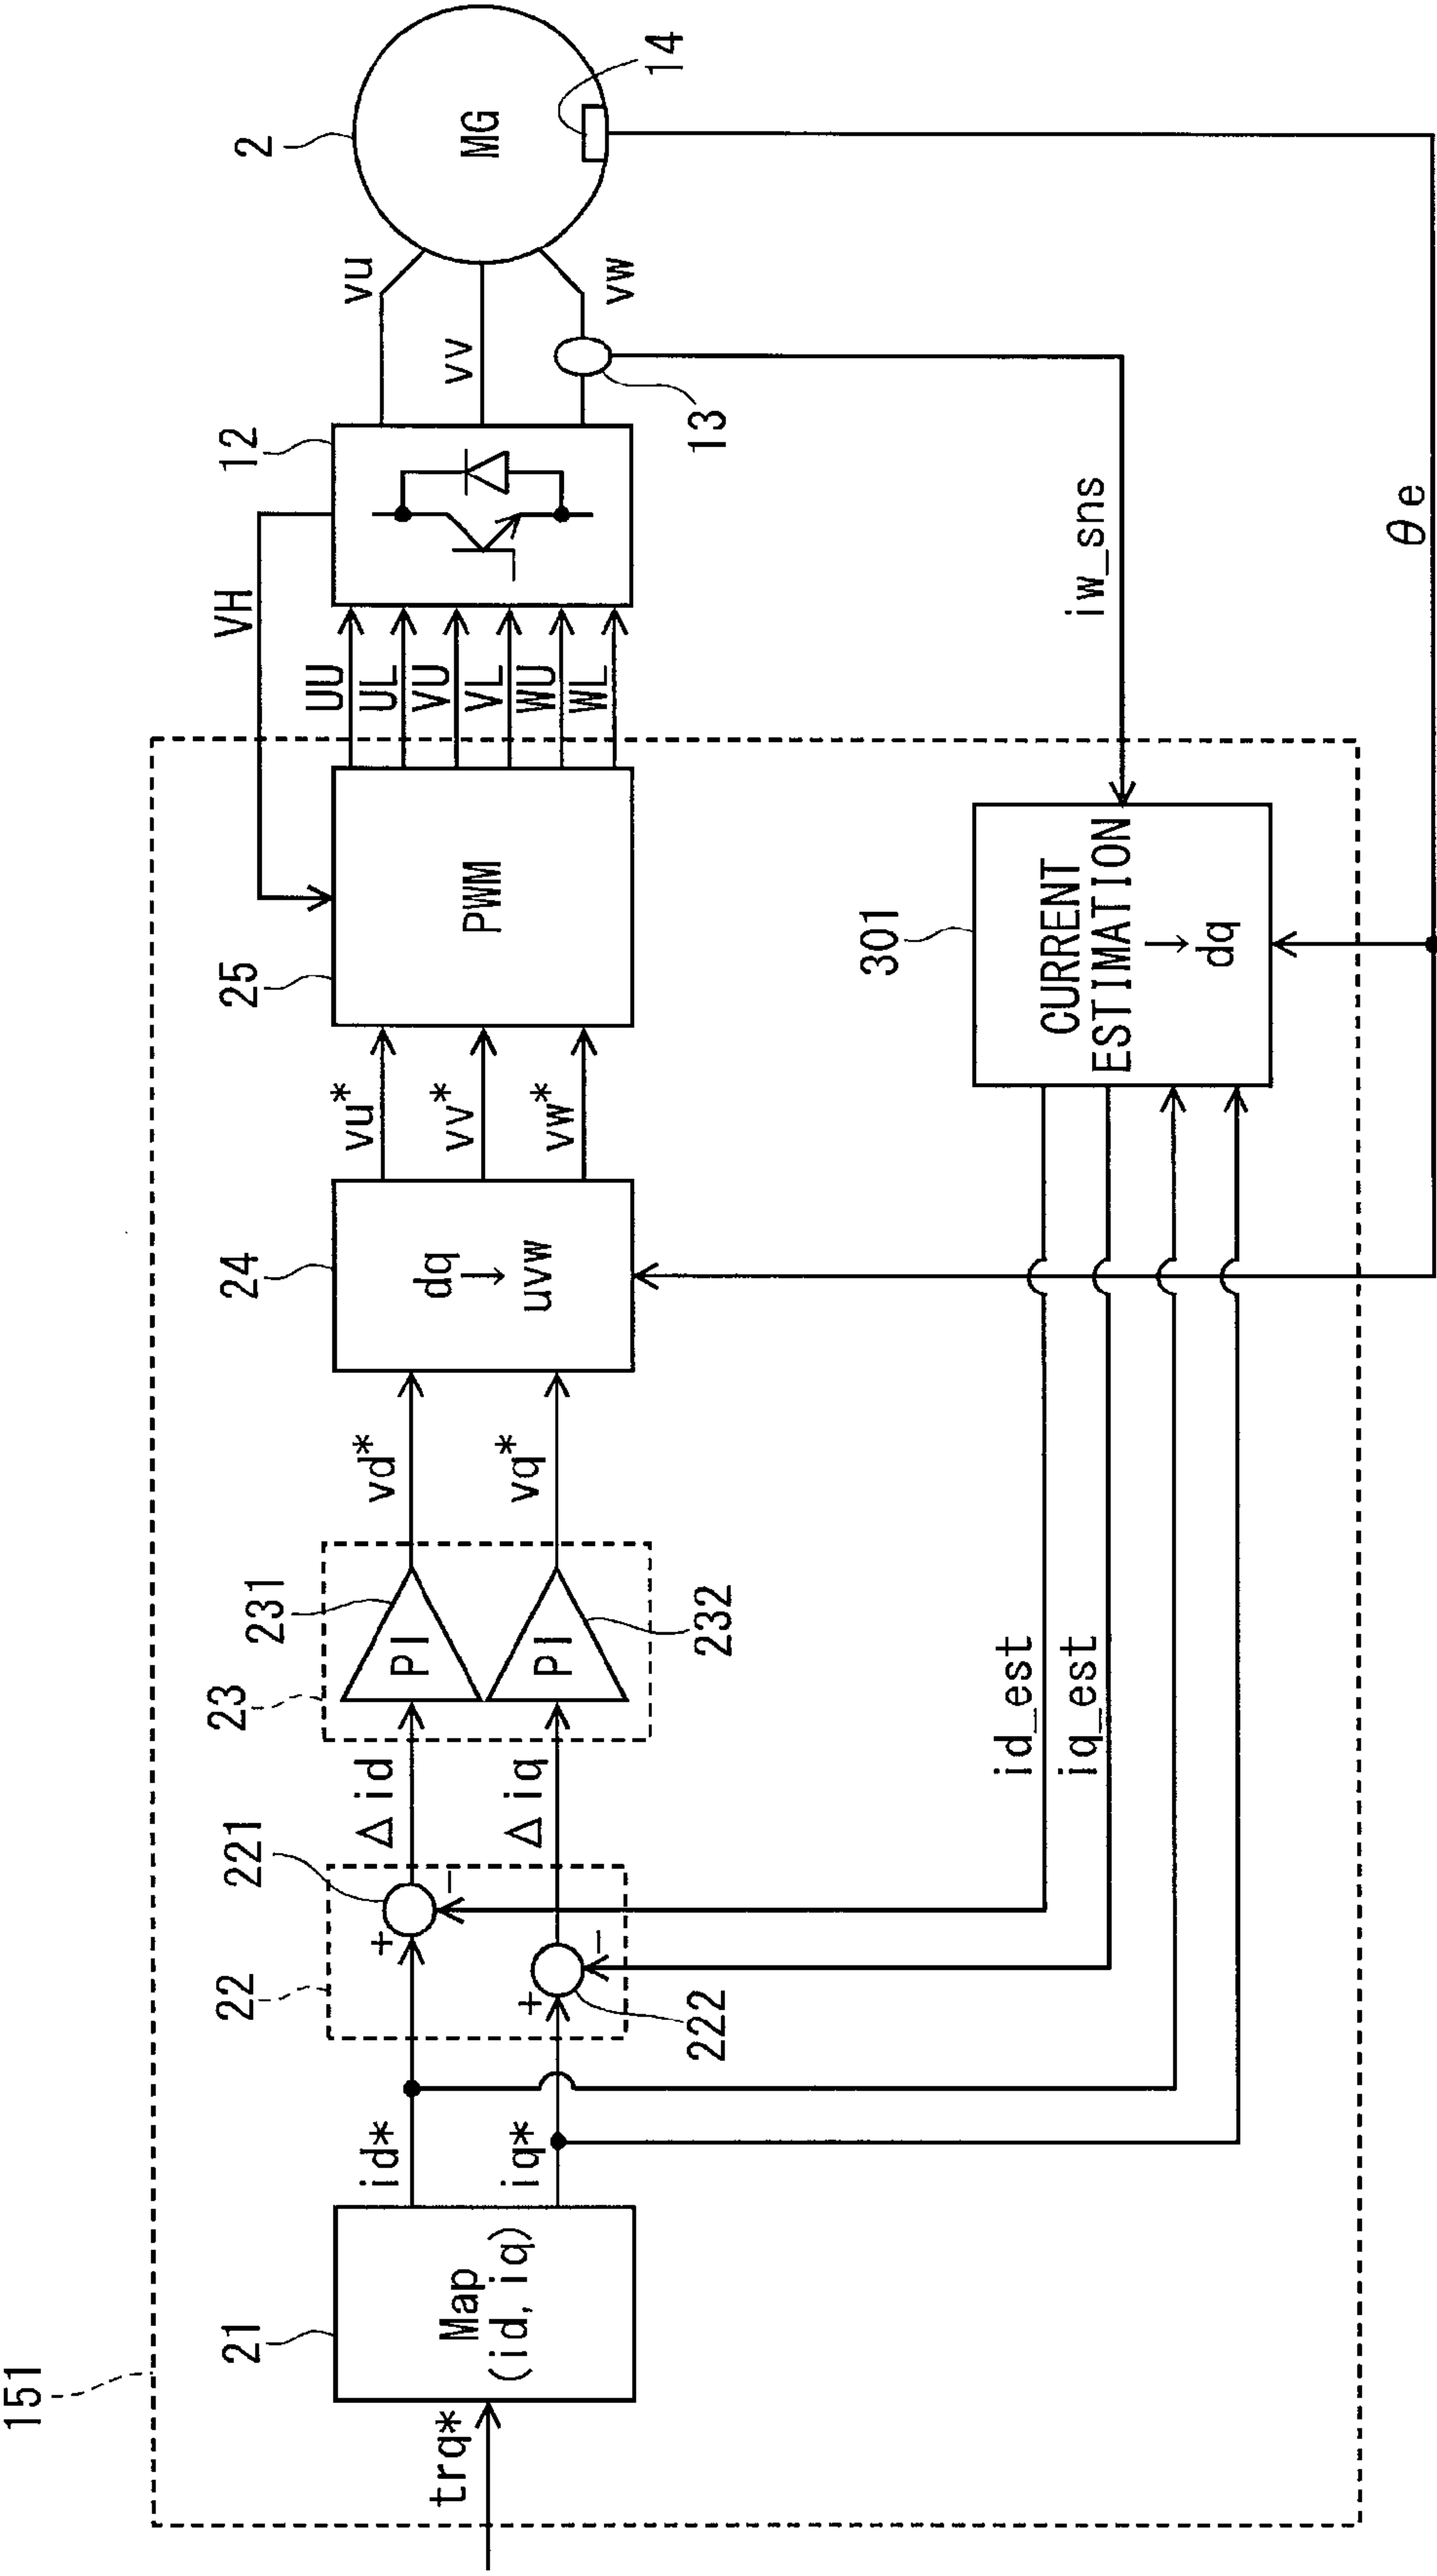 151
trq*
21
Map
(id, iq)
id*
iq*
22
221
+
−
222
+
−
Δid
Δiq
23
231
PI
232
PI
vd*
vq*
24
dq
↓
uvw
vu*
vv*
vw*
25
PWM
VH
UU
UL
VU
VL
WU
WL
12
vu
vv
vw
13
2
MG
14
id_est
iq_est
301
CURRENT
ESTIMATION
↓
dq
iw_sns
θe